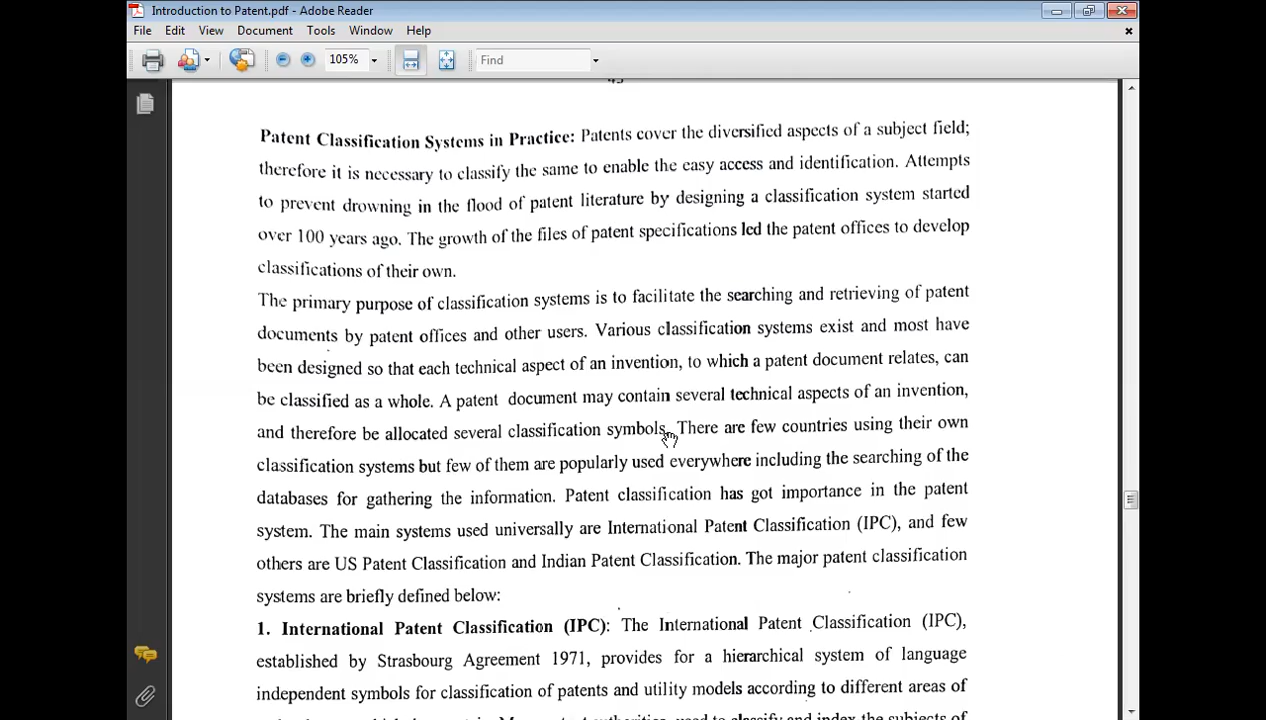 Introduction to Patent.pdf - Adobe Reader
File Edit View Document Tools Window Help
105% Find
Patent Classification Systems in Practice: Patents cover the diversified aspects of a subject field;
therefore it is necessary to classify the same to enable the easy access and identification. Attempts
to prevent drowning in the flood of patent literature by designing a classification system started
over 100 years ago. The growth of the files of patent specifications led the patent offices to develop
classifications of their own.
The primary purpose of classification systems is to facilitate the searching and retrieving of patent
documents by patent offices and other users. Various classification systems exist and most have
been designed so that each technical aspect of an invention, to which a patent document relates, can
be classified as a whole. A patent document may contain several technical aspects of an invention,
and therefore be allocated several classification symbols. There are few countries using their own
classification systems but few of them are popularly used everywhere including the searching of the
databases for gathering the information. Patent classification has got importance in the patent
system. The main systems used universally are International Patent Classification (IPC), and few
others are US Patent Classification and Indian Patent Classification. The major patent classification
systems are briefly defined below:
1. International Patent Classification (IPC): The International Patent Classification (IPC),
established by Strasbourg Agreement 1971, provides for a hierarchical system of language
independent symbols for classification of patents and utility models according to different areas of
used to classify and index the subjects of